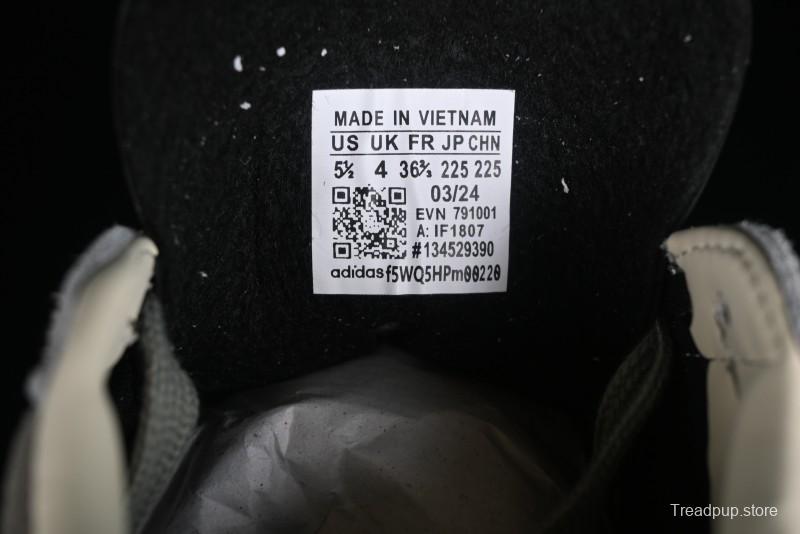 MADE IN VIETNAM
US UK FR JP CHN
5½ 4 36⅔ 225 225
03/24
EVN 791001
A: IF1807
#134529390
adidas f5WQ5HPm00220
Treadpup.store